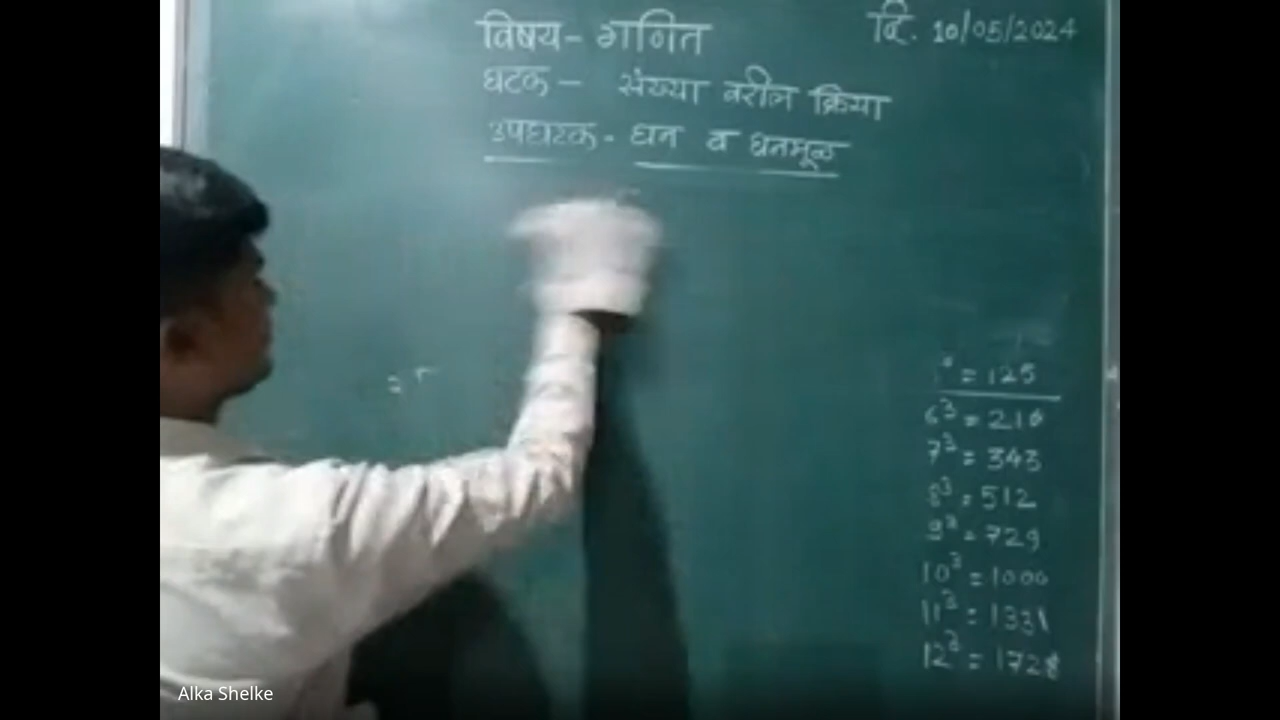 विषय - गणित
दि. 10/05/2024
घटक - संख्या वरील क्रिया
उपघटक - घन व घनमूळ
= 125
6³ = 216
7³ = 343
8³ = 512
9³ = 729
10³ = 1000
11³ = 1331
12³ = 1728
Alka Shelke